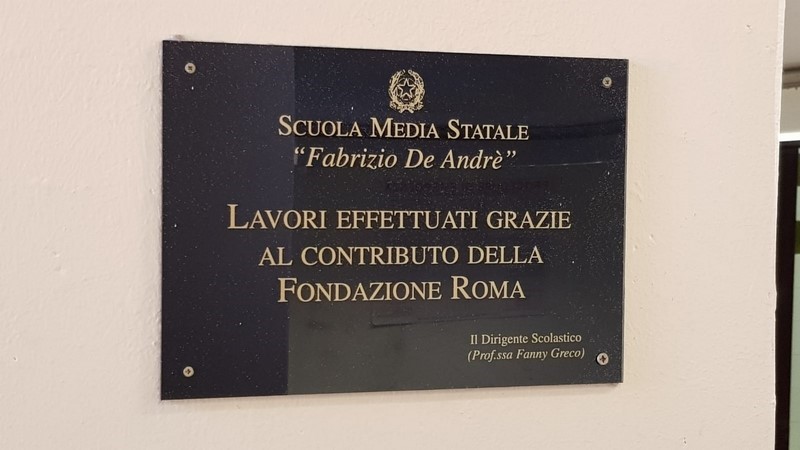 SCUOLA MEDIA STATALE
“Fabrizio De Andrè”
LAVORI EFFETTUATI GRAZIE
AL CONTRIBUTO DELLA
FONDAZIONE ROMA
Il Dirigente Scolastico
(Prof.ssa Fanny Greco)